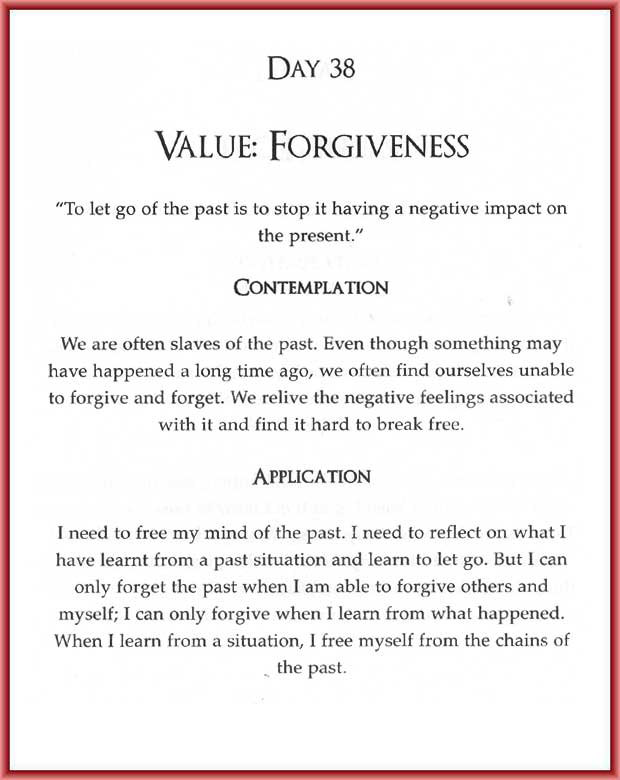 DAY 38
VALUE: FORGIVENESS
"To let go of the past is to stop it having a negative impact on
the present."
CONTEMPLATION
We are often slaves of the past. Even though something may
have happened a long time ago, we often find ourselves unable
to forgive and forget. We relive the negative feelings associated
with it and find it hard to break free.
APPLICATION
I need to free my mind of the past. I need to reflect on what I
have learnt from a past situation and learn to let go. But I can
only forget the past when I am able to forgive others and
myself; I can only forgive when I learn from what happened.
When I learn from a situation, I free myself from the chains of
the past.